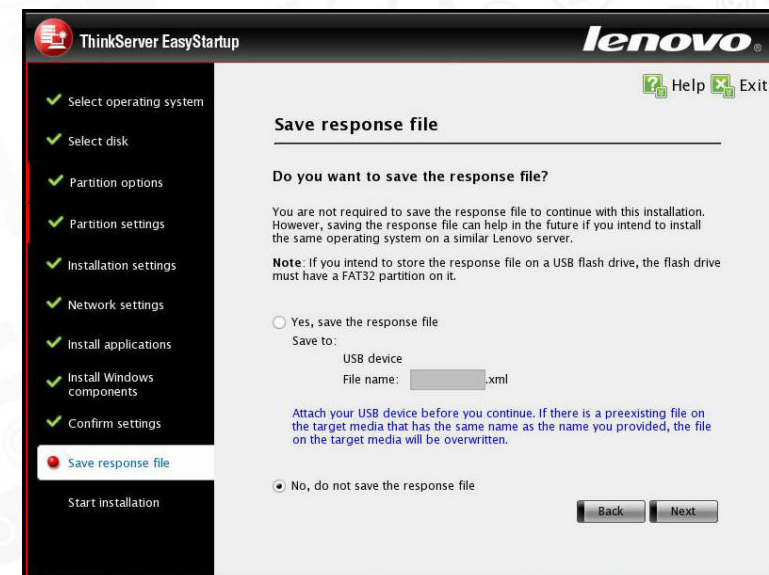 ThinkServer EasyStartup
lenovo®
Help Exit
Select operating system
Select disk
Partition options
Partition settings
Installation settings
Network settings
Install applications
Install Windows
components
Confirm settings
Save response file
Start installation
Save response file
Do you want to save the response file?
You are not required to save the response file to continue with this installation.
However, saving the response file can help in the future if you intend to install
the same operating system on a similar Lenovo server.
Note: If you intend to store the response file on a USB flash drive, the flash drive
must have a FAT32 partition on it.
Yes, save the response file
Save to:
USB device
File name: .xml
Attach your USB device before you continue. If there is a preexisting file on
the target media that has the same name as the name you provided, the file
on the target media will be overwritten.
No, do not save the response file
Back Next